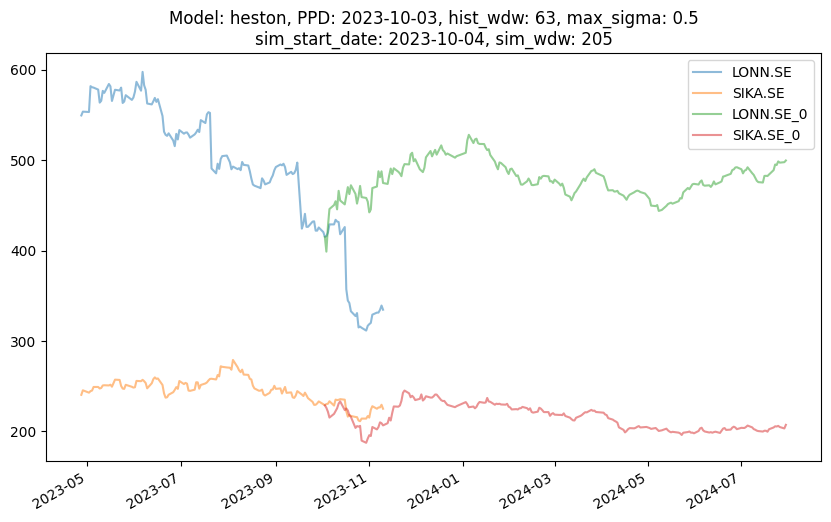 Model: heston, PPD: 2023-10-03, hist_wdw: 63, max_sigma: 0.5
sim_start_date: 2023-10-04, sim_wdw: 205
LONN.SE
SIKA.SE
LONN.SE_0
SIKA.SE_0
600
500
400
300
200
2023-05
2023-07
2023-09
2023-11
2024-01
2024-03
2024-05
2024-07